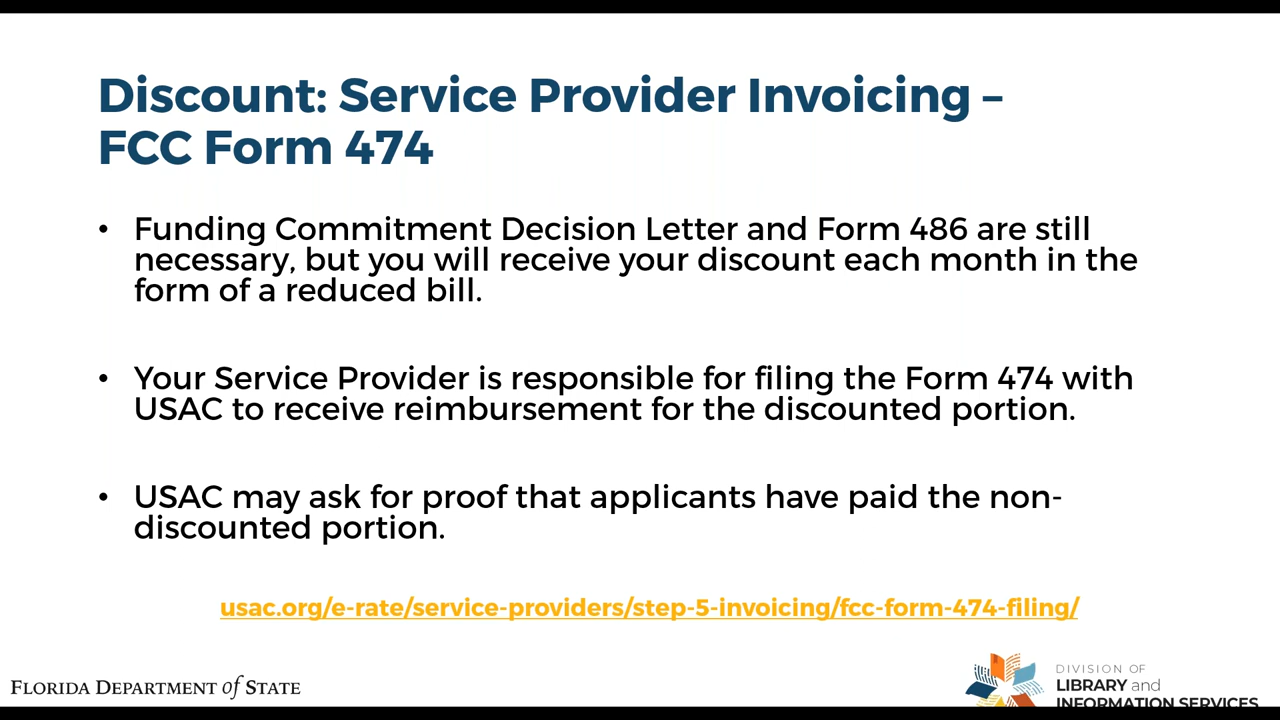 Discount: Service Provider Invoicing –
FCC Form 474
• Funding Commitment Decision Letter and Form 486 are still
necessary, but you will receive your discount each month in the
form of a reduced bill.
• Your Service Provider is responsible for filing the Form 474 with
USAC to receive reimbursement for the discounted portion.
• USAC may ask for proof that applicants have paid the non-
discounted portion.
usac.org/e-rate/service-providers/step-5-invoicing/fcc-form-474-filing/
FLORIDA DEPARTMENT of STATE
DIVISION OF
LIBRARY and
INFORMATION SERVICES